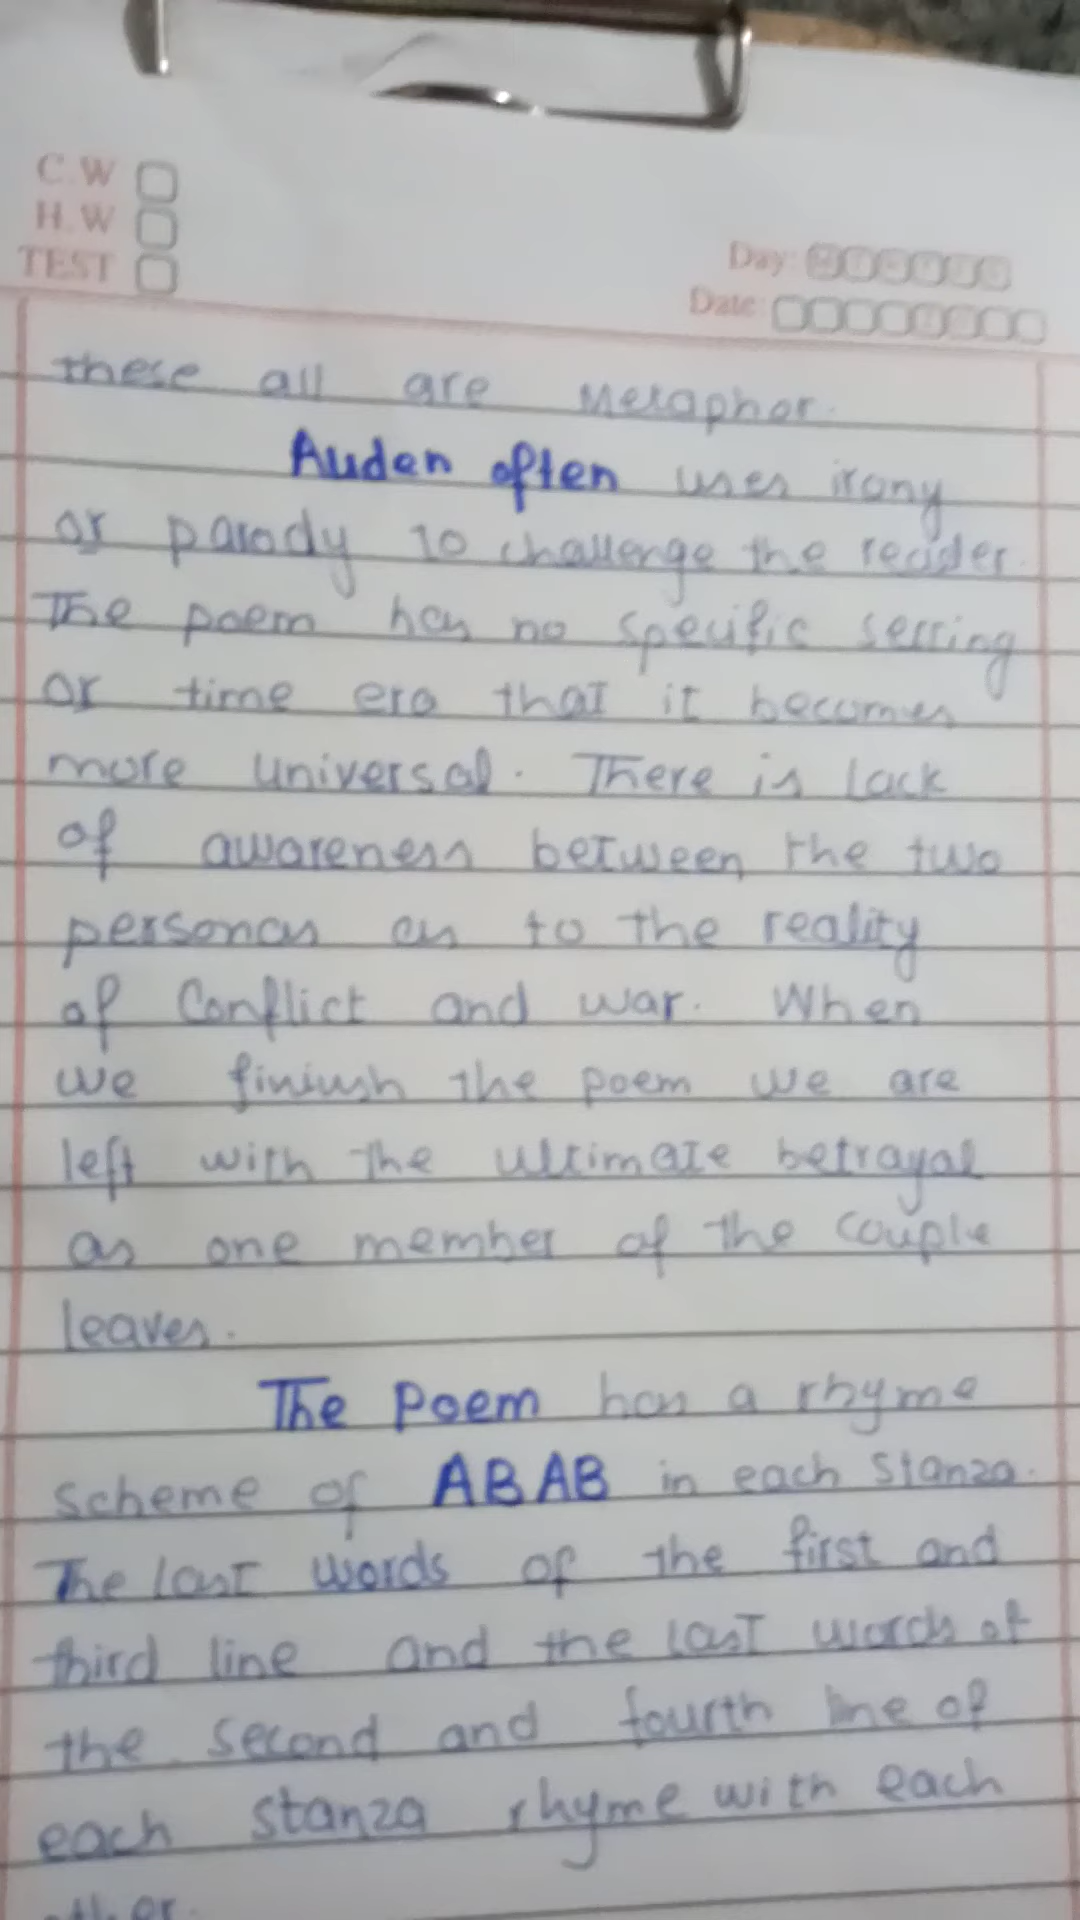 C.W
H.W
TEST
Day:
Date:
these all are Metaphor.
Auden often uses irony
or parody to challenge the reader.
The poem has no specific setting
or time era that it becomes
more universal. There is lack
of awareness between the two
personas as to the reality
of Conflict and war. When
we finiush the poem we are
left with the ultimate betrayal
as one member of the couple
leaves.
The Poem has a rhyme
scheme of ABAB in each stanza.
The last words of the first and
third line and the last words of
the second and fourth line of
each stanza rhyme with each
other.